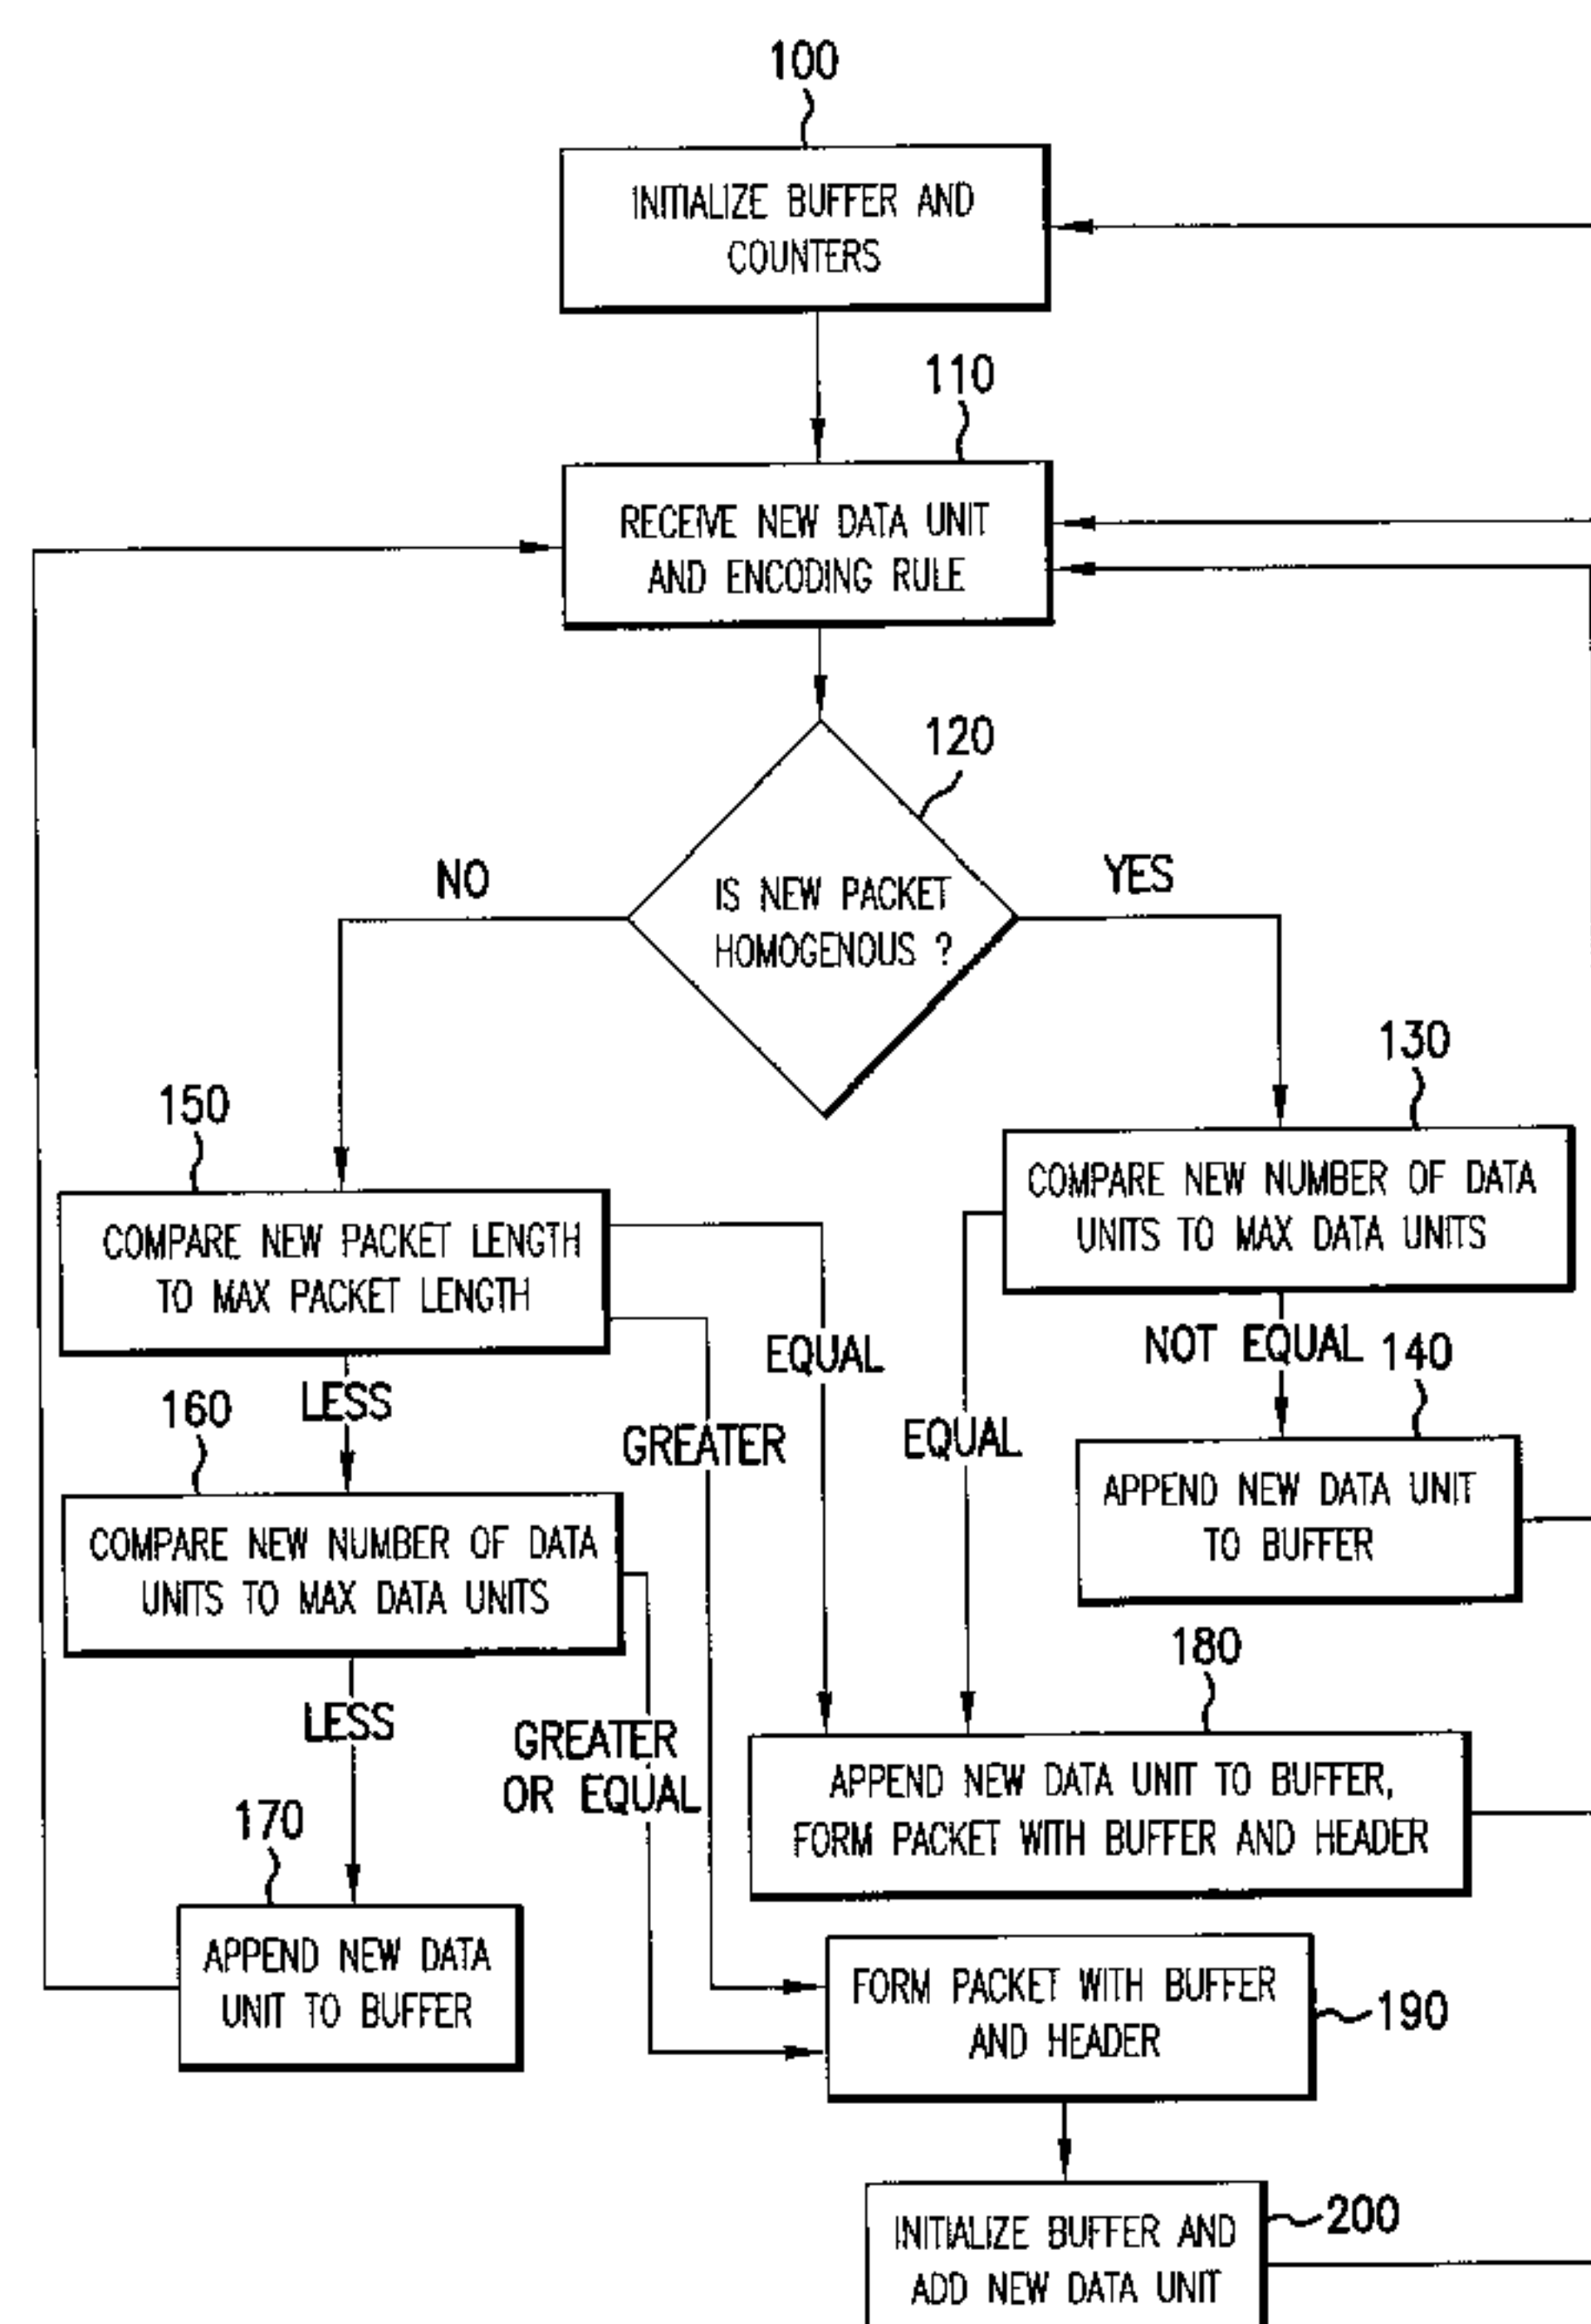 100
INITIALIZE BUFFER AND
COUNTERS
110
RECEIVE NEW DATA UNIT
AND ENCODING RULE
120
NO
YES
IS NEW PACKET
HOMOGENOUS ?
130
COMPARE NEW NUMBER OF DATA
UNITS TO MAX DATA UNITS
150
COMPARE NEW PACKET LENGTH
TO MAX PACKET LENGTH
EQUAL
NOT EQUAL
140
160
LESS
GREATER
EQUAL
APPEND NEW DATA UNIT
TO BUFFER
COMPARE NEW NUMBER OF DATA
UNITS TO MAX DATA UNITS
180
LESS
GREATER
OR EQUAL
APPEND NEW DATA UNIT TO BUFFER,
FORM PACKET WITH BUFFER AND HEADER
170
APPEND NEW DATA
UNIT TO BUFFER
FORM PACKET WITH BUFFER
AND HEADER
190
200
INITIALIZE BUFFER AND
ADD NEW DATA UNIT